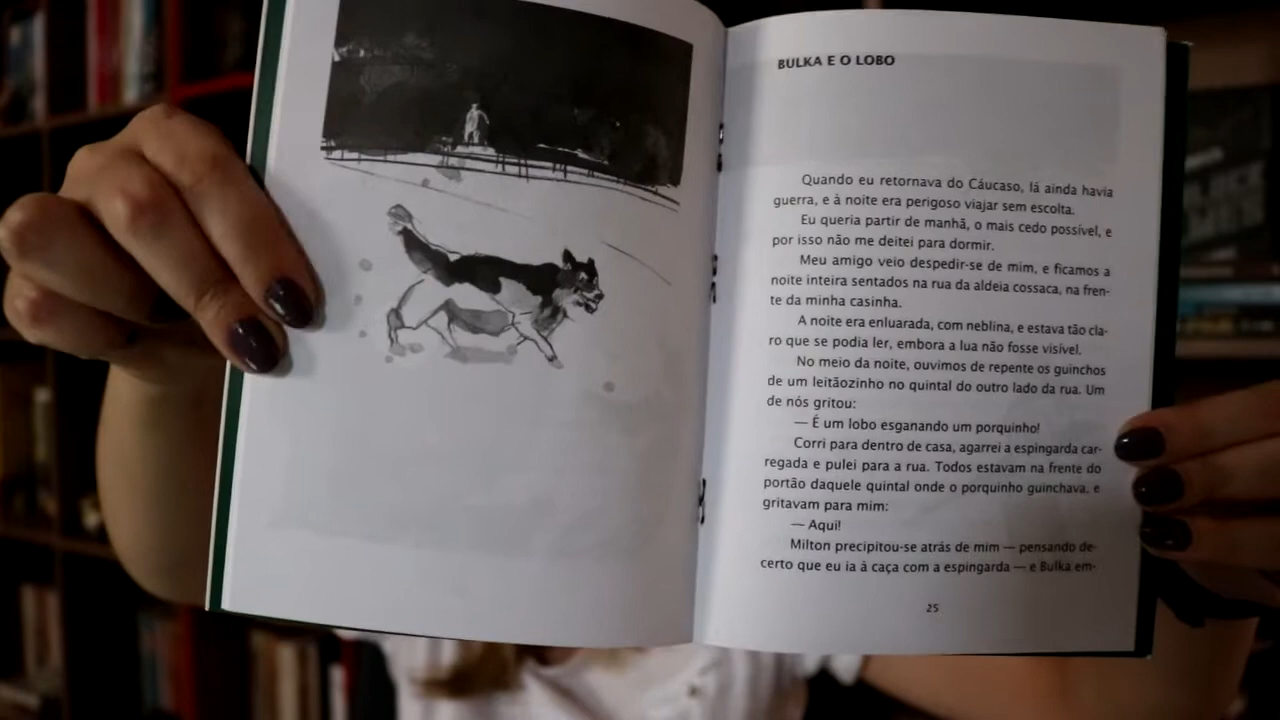 BULKA E O LOBO
Quando eu retornava do Cáucaso, lá ainda havia
guerra, e à noite era perigoso viajar sem escolta.
Eu queria partir de manhã, o mais cedo possível, e
por isso não me deitei para dormir.
Meu amigo veio despedir-se de mim, e ficamos a
noite inteira sentados na rua da aldeia cossaca, na fren-
te da minha casinha.
A noite era enluarada, com neblina, e estava tão cla-
ro que se podia ler, embora a lua não fosse visível.
No meio da noite, ouvimos de repente os guinchos
de um leitãozinho no quintal do outro lado da rua. Um
de nós gritou:
— É um lobo esganando um porquinho!
Corri para dentro de casa, agarrei a espingarda car-
regada e pulei para a rua. Todos estavam na frente do
portão daquele quintal onde o porquinho guinchava, e
gritavam para mim:
— Aqui!
Milton precipitou-se atrás de mim — pensando de-
certo que eu ia à caça com a espingarda — e Bulka em-
25